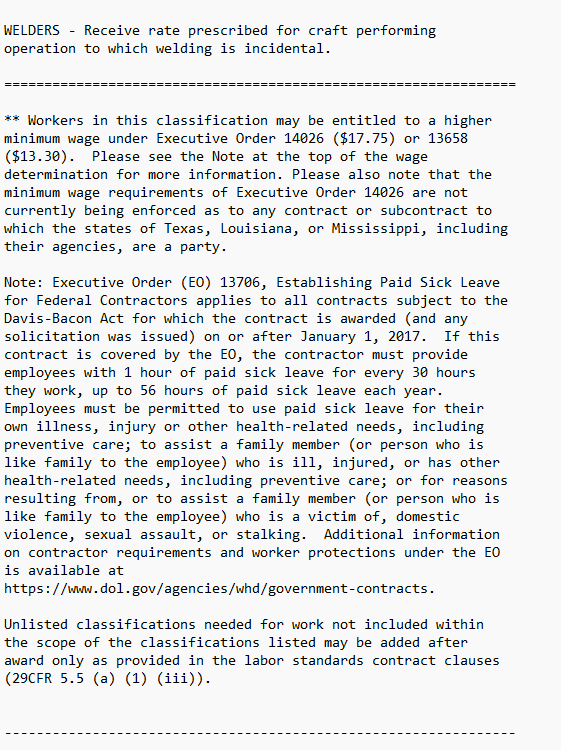 WELDERS - Receive rate prescribed for craft performing
operation to which welding is incidental.
================================================================
** Workers in this classification may be entitled to a higher
minimum wage under Executive Order 14026 ($17.75) or 13658
($13.30).  Please see the Note at the top of the wage
determination for more information. Please also note that the
minimum wage requirements of Executive Order 14026 are not
currently being enforced as to any contract or subcontract to
which the states of Texas, Louisiana, or Mississippi, including
their agencies, are a party.
Note: Executive Order (EO) 13706, Establishing Paid Sick Leave
for Federal Contractors applies to all contracts subject to the
Davis-Bacon Act for which the contract is awarded (and any
solicitation was issued) on or after January 1, 2017.  If this
contract is covered by the EO, the contractor must provide
employees with 1 hour of paid sick leave for every 30 hours
they work, up to 56 hours of paid sick leave each year.
Employees must be permitted to use paid sick leave for their
own illness, injury or other health-related needs, including
preventive care; to assist a family member (or person who is
like family to the employee) who is ill, injured, or has other
health-related needs, including preventive care; or for reasons
resulting from, or to assist a family member (or person who is
like family to the employee) who is a victim of, domestic
violence, sexual assault, or stalking.  Additional information
on contractor requirements and worker protections under the EO
is available at
https://www.dol.gov/agencies/whd/government-contracts.
Unlisted classifications needed for work not included within
the scope of the classifications listed may be added after
award only as provided in the labor standards contract clauses
(29CFR 5.5 (a) (1) (iii)).
----------------------------------------------------------------